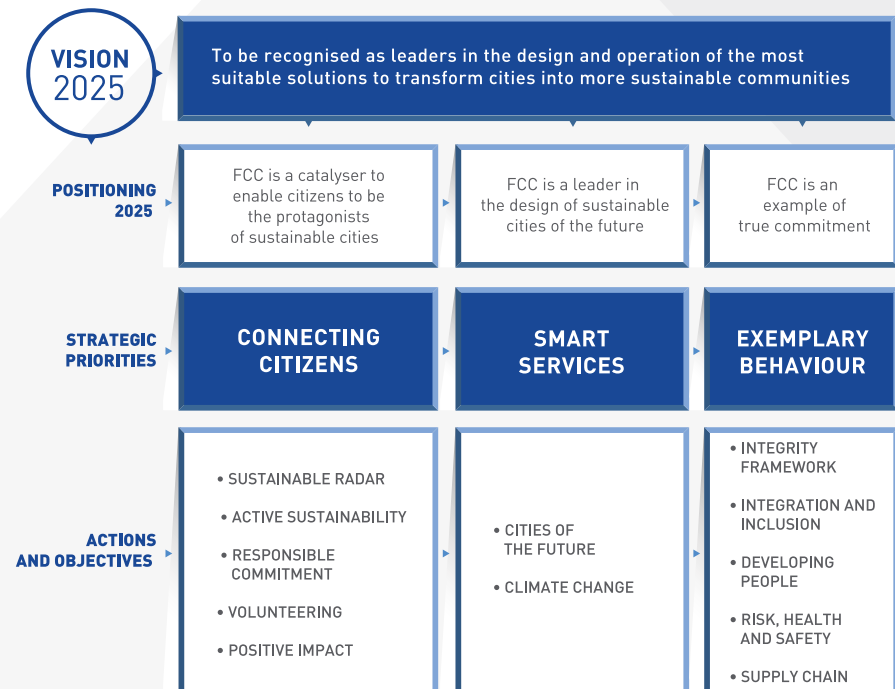 VISION
2025
To be recognised as leaders in the design and operation of the most
suitable solutions to transform cities into more sustainable communities
POSITIONING
2025
FCC is a catalyser to
enable citizens to be
the protagonists
of sustainable cities
FCC is a leader in
the design of sustainable
cities of the future
FCC is an
example of
true commitment
STRATEGIC
PRIORITIES
CONNECTING
CITIZENS
SMART
SERVICES
EXEMPLARY
BEHAVIOUR
ACTIONS
AND OBJECTIVES
• SUSTAINABLE RADAR
• ACTIVE SUSTAINABILITY
• RESPONSIBLE
COMMITMENT
• VOLUNTEERING
• POSITIVE IMPACT
• CITIES OF
THE FUTURE
• CLIMATE CHANGE
• INTEGRITY
FRAMEWORK
• INTEGRATION AND
INCLUSION
• DEVELOPING
PEOPLE
• RISK, HEALTH
AND SAFETY
• SUPPLY CHAIN